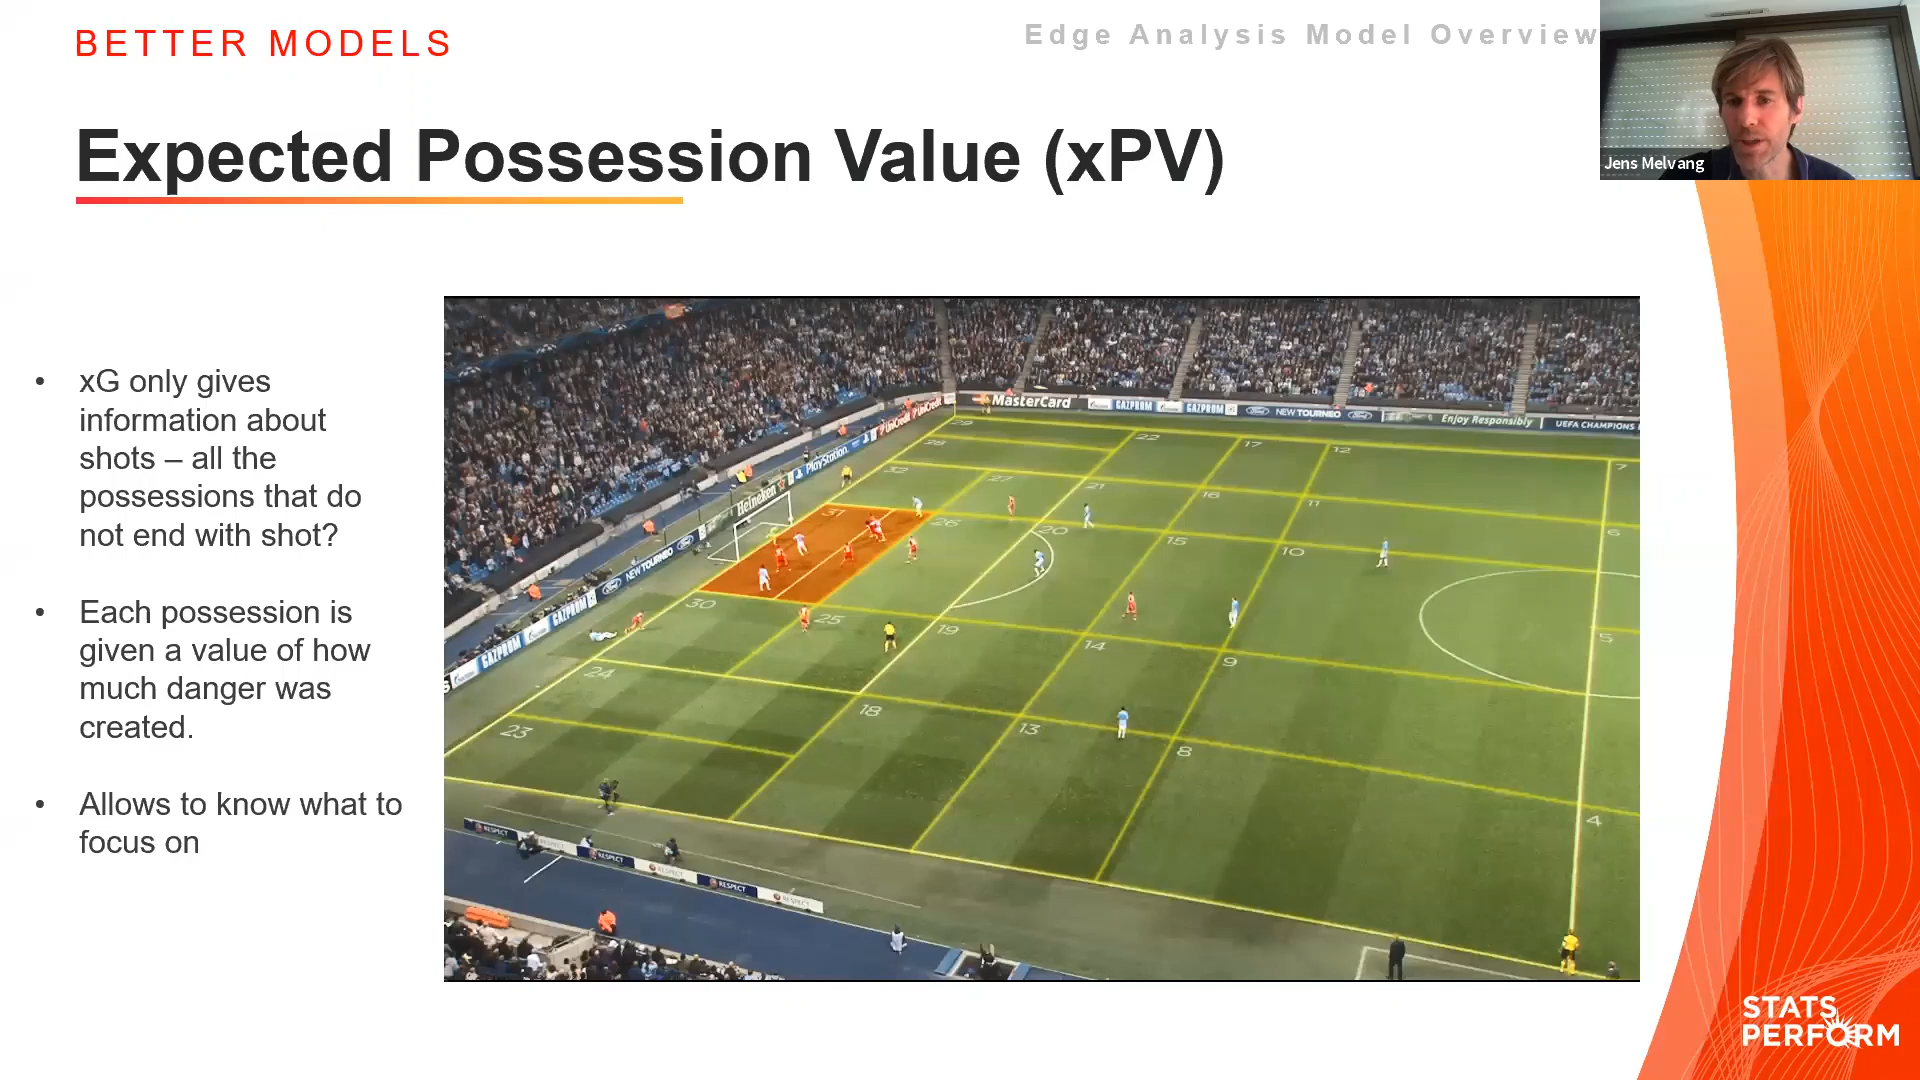 BETTER MODELS
Edge Analysis Model Overview
Jens Melvang
Expected Possession Value (xPV)
• xG only gives
information about
shots – all the
possessions that do
not end with shot?
• Each possession is
given a value of how
much danger was
created.
• Allows to know what to
focus on
MasterCard
GAZPROM
GAZPROM
NEW TOURNEO
Enjoy Responsibly
UEFA CHAMPIONS
UniCredit
UniCredit
PlayStation
Heineken
NEW TOURNEO
GAZPROM
GAZPROM
29
28
32
22
17
12
7
27
21
16
11
6
31
26
20
15
10
5
30
25
19
14
9
24
18
13
8
4
23
RESPECT
RESPECT
RESPECT
RESPECT
RESPECT
RESPECT
STATS
PERFORM